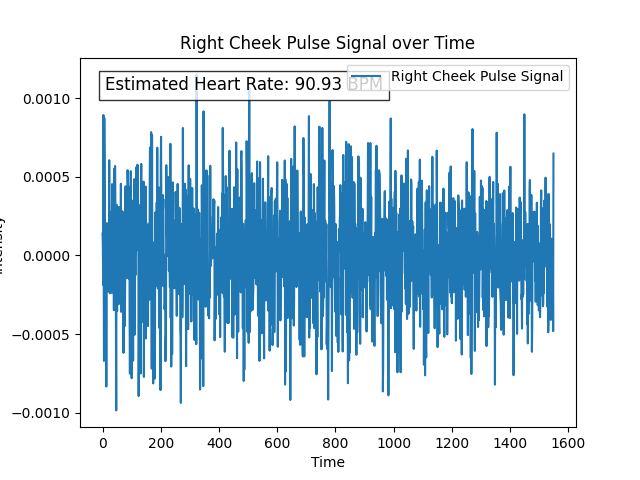 Right Cheek Pulse Signal over Time
Estimated Heart Rate: 90.93 BPM
Right Cheek Pulse Signal
0.0010
0.0005
0.0000
−0.0005
−0.0010
0 200 400 600 800 1000 1200 1400 1600
Time